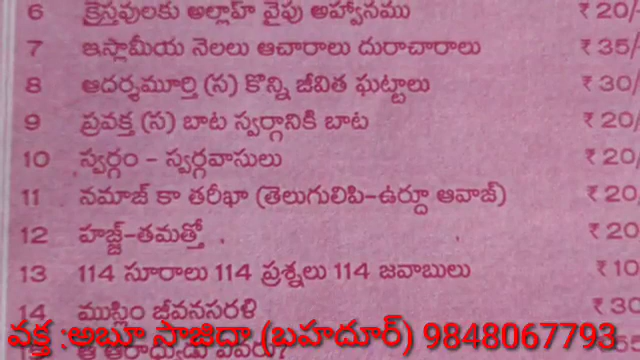 6 క్రైస్తవులకు అల్లాహ్ వైపు అహ్వానము ₹20/
7 ఇస్లామీయ నెలలు ఆచారాలు దురాచారాలు ₹35/
8 ఆదర్శమూర్తి (స) కొన్ని జీవిత ఘట్టాలు ₹30/
9 ప్రవక్త (స) బాట స్వర్గానికి బాట ₹20/
10 స్వర్గం - స్వర్గవాసులు ₹20/
11 నమాజ్ కా తరీఖా (తెలుగులిపి-ఉర్దూ ఆవాజ్) ₹20
12 హజ్జ్-తమత్తో ₹20
13 114 సూరాలు 114 ప్రశ్నలు 114 జవాబులు ₹10
14 ముస్లిం జీవనసరళి ₹30
వక్త :అబూ సాజిదా (బహదూర్) 9848067793